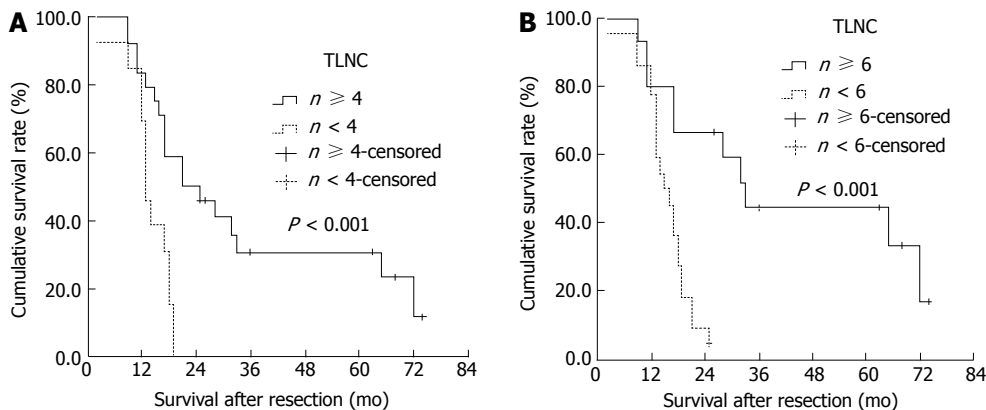 A
Cumulative survival rate (%)
100.0
80.0
60.0
40.0
20.0
0.0
0 12 24 36 48 60 72 84
Survival after resection (mo)
TLNC
n ⩾ 4
n < 4
n ⩾ 4-censored
n < 4-censored
P < 0.001
B
Cumulative survival rate (%)
100.0
80.0
60.0
40.0
20.0
0.0
0 12 24 36 48 60 72 84
Survival after resection (mo)
TLNC
n ⩾ 6
n < 6
n ⩾ 6-censored
n < 6-censored
P < 0.001